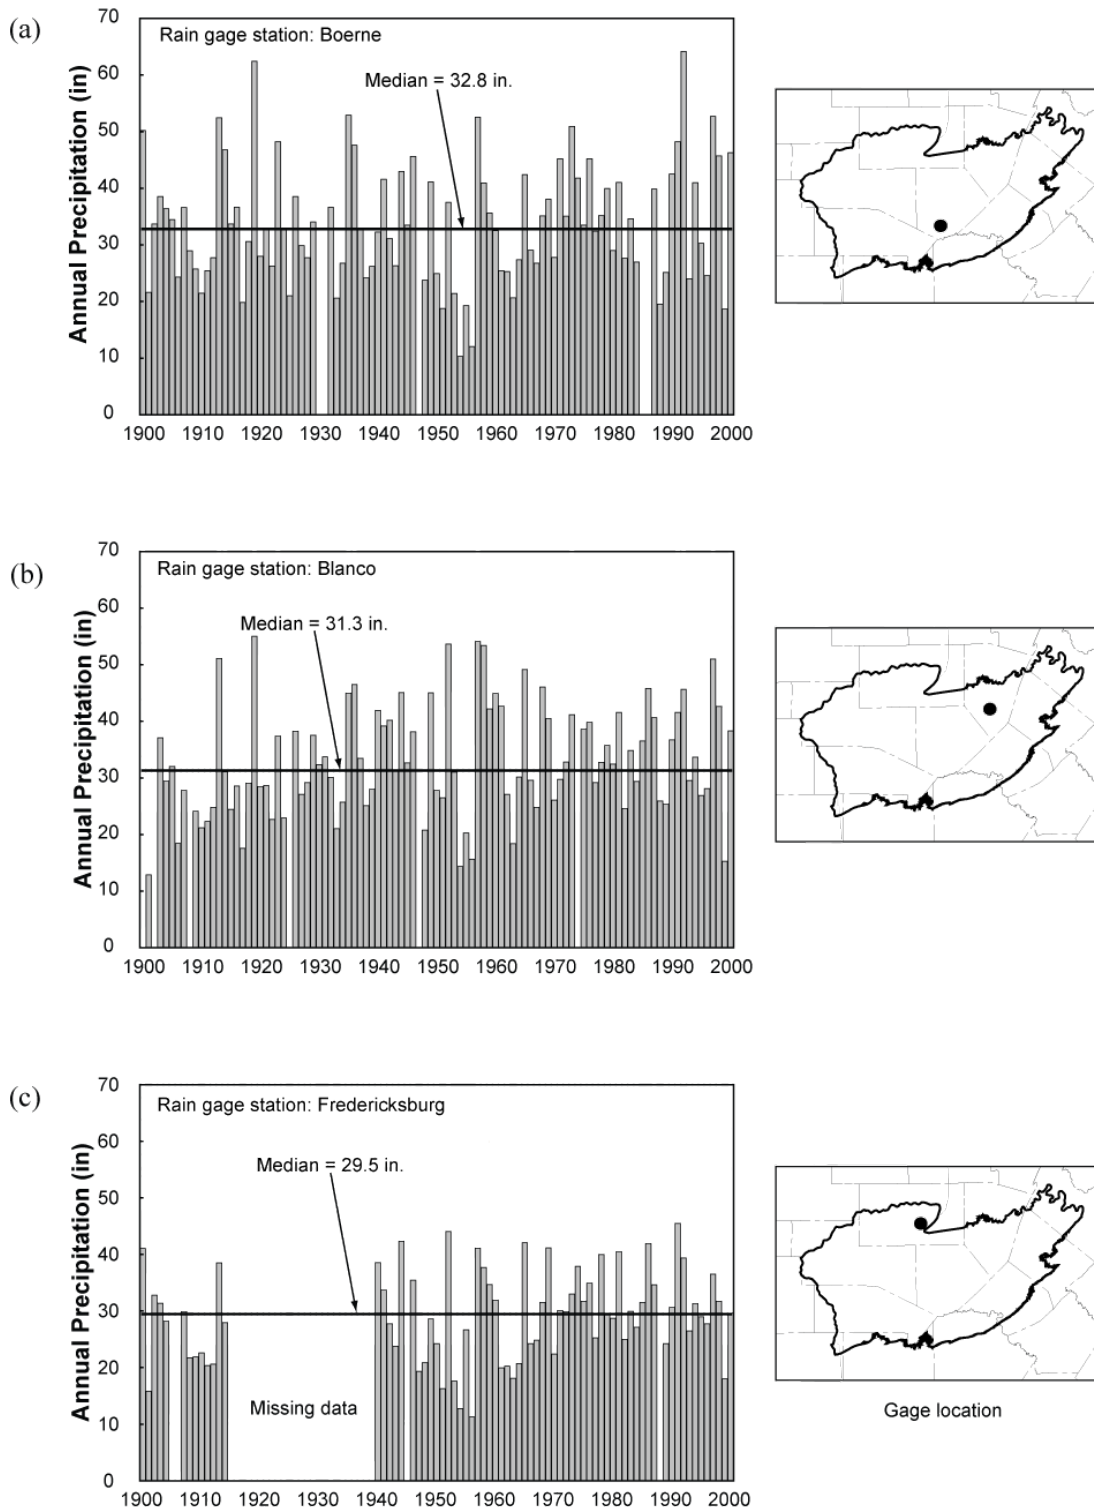 (a)
Annual Precipitation (in)
70
60
50
40
30
20
10
0
Rain gage station: Boerne
Median = 32.8 in.
1900 1910 1920 1930 1940 1950 1960 1970 1980 1990 2000
(b)
Annual Precipitation (in)
70
60
50
40
30
20
10
0
Rain gage station: Blanco
Median = 31.3 in.
1900 1910 1920 1930 1940 1950 1960 1970 1980 1990 2000
(c)
Annual Precipitation (in)
70
60
50
40
30
20
10
0
Rain gage station: Fredericksburg
Median = 29.5 in.
Missing data
1900 1910 1920 1930 1940 1950 1960 1970 1980 1990 2000
Gage location